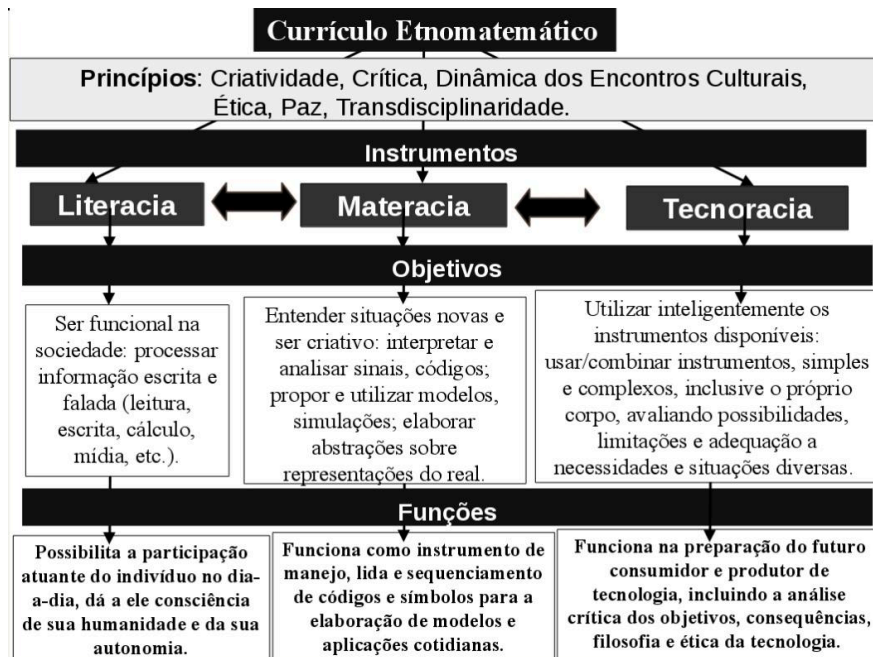 Currículo Etnomatemático
Princípios: Criatividade, Crítica, Dinâmica dos Encontros Culturais,
Ética, Paz, Transdisciplinaridade.
Instrumentos
Literacia
Materacia
Tecnoracia
Objetivos
Ser funcional na
sociedade: processar
informação escrita e
falada (leitura,
escrita, cálculo,
mídia, etc.).
Entender situações novas e
ser criativo: interpretar e
analisar sinais, códigos;
propor e utilizar modelos,
simulações; elaborar
abstrações sobre
representações do real.
Utilizar inteligentemente os
instrumentos disponíveis:
usar/combinar instrumentos, simples
e complexos, inclusive o próprio
corpo, avaliando possibilidades,
limitações e adequação a
necessidades e situações diversas.
Funções
Possibilita a participação
atuante do indivíduo no dia-
a-dia, dá a ele consciência
de sua humanidade e da sua
autonomia.
Funciona como instrumento de
manejo, lida e sequenciamento
de códigos e símbolos para a
elaboração de modelos e
aplicações cotidianas.
Funciona na preparação do futuro
consumidor e produtor de
tecnologia, incluindo a análise
crítica dos objetivos, consequências,
filosofia e ética da tecnologia.